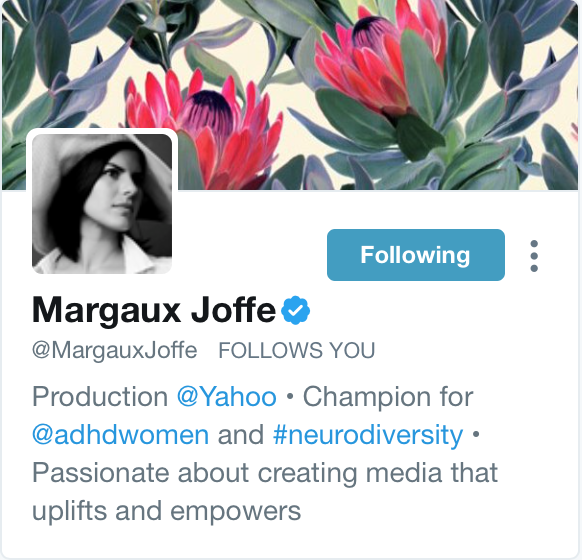 Following
Margaux Joffe
@MargauxJoffe FOLLOWS YOU
Production @Yahoo • Champion for
@adhdwomen and #neurodiversity •
Passionate about creating media that
uplifts and empowers